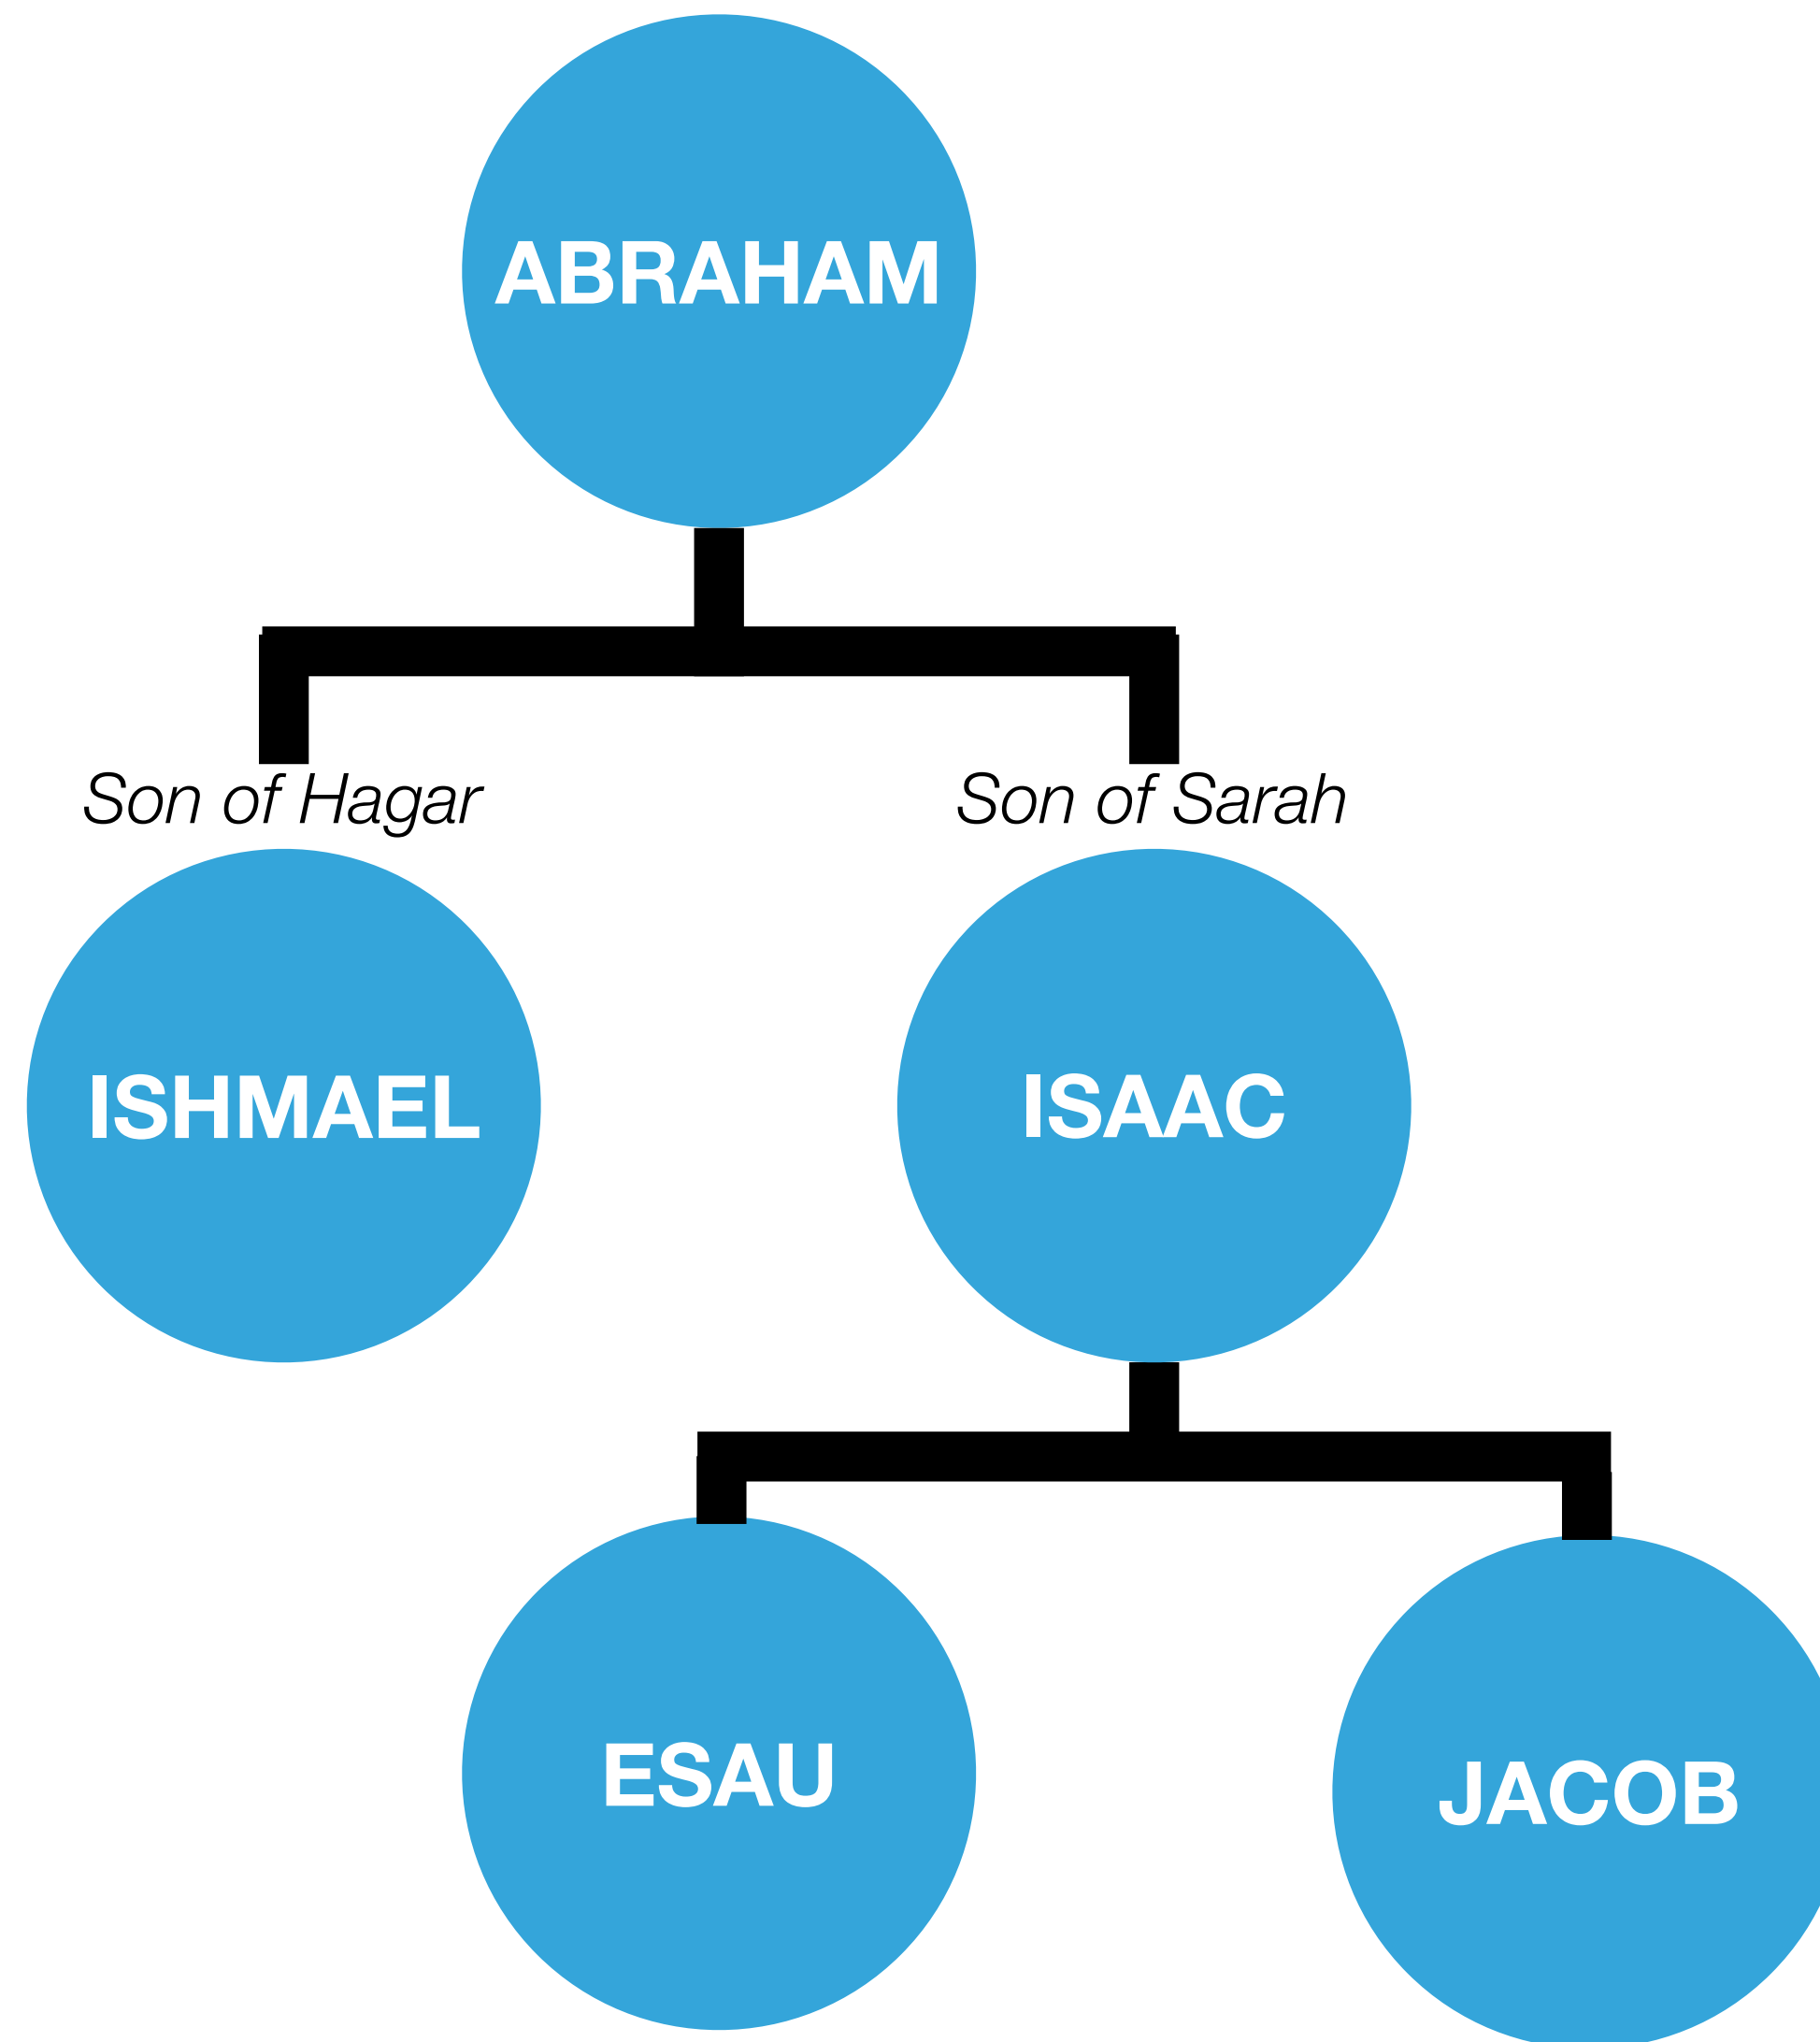 ABRAHAM
Son of Hagar
Son of Sarah
ISHMAEL
ISAAC
ESAU
JACOB